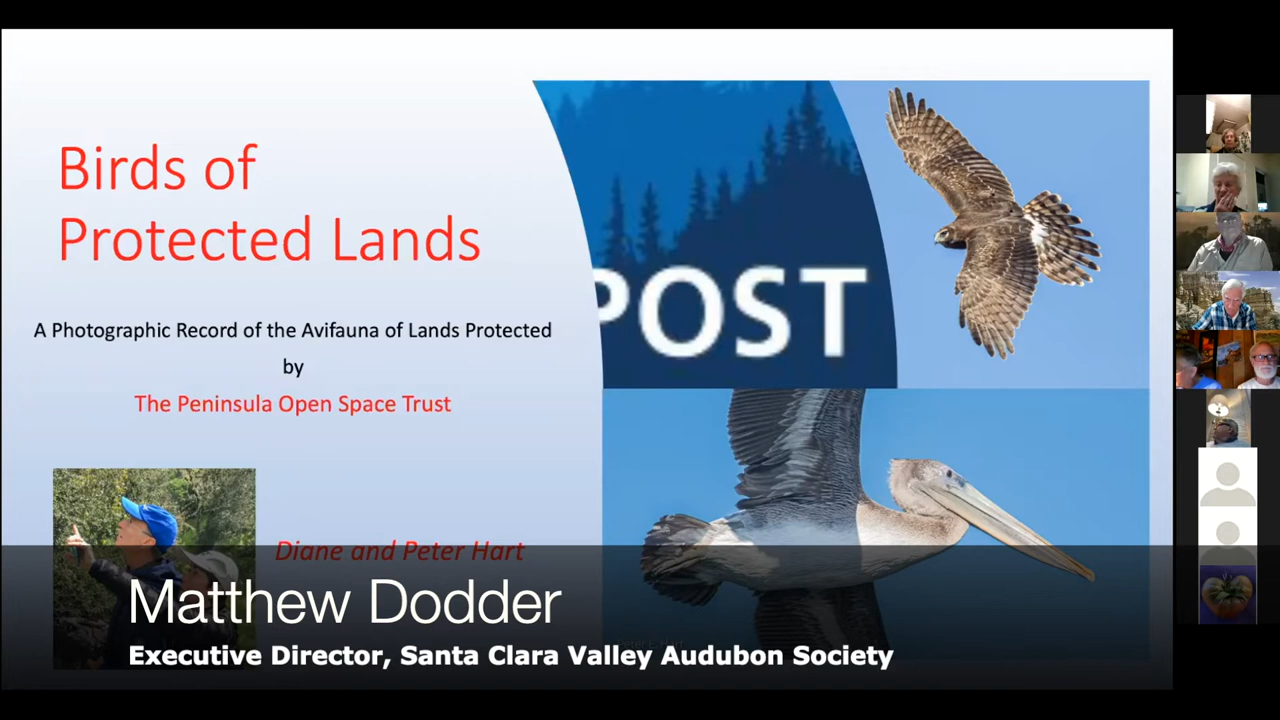 Birds of
Protected Lands
A Photographic Record of the Avifauna of Lands Protected
by
The Peninsula Open Space Trust
POST
Diane and Peter Hart
Matthew Dodder
Executive Director, Santa Clara Valley Audubon Society